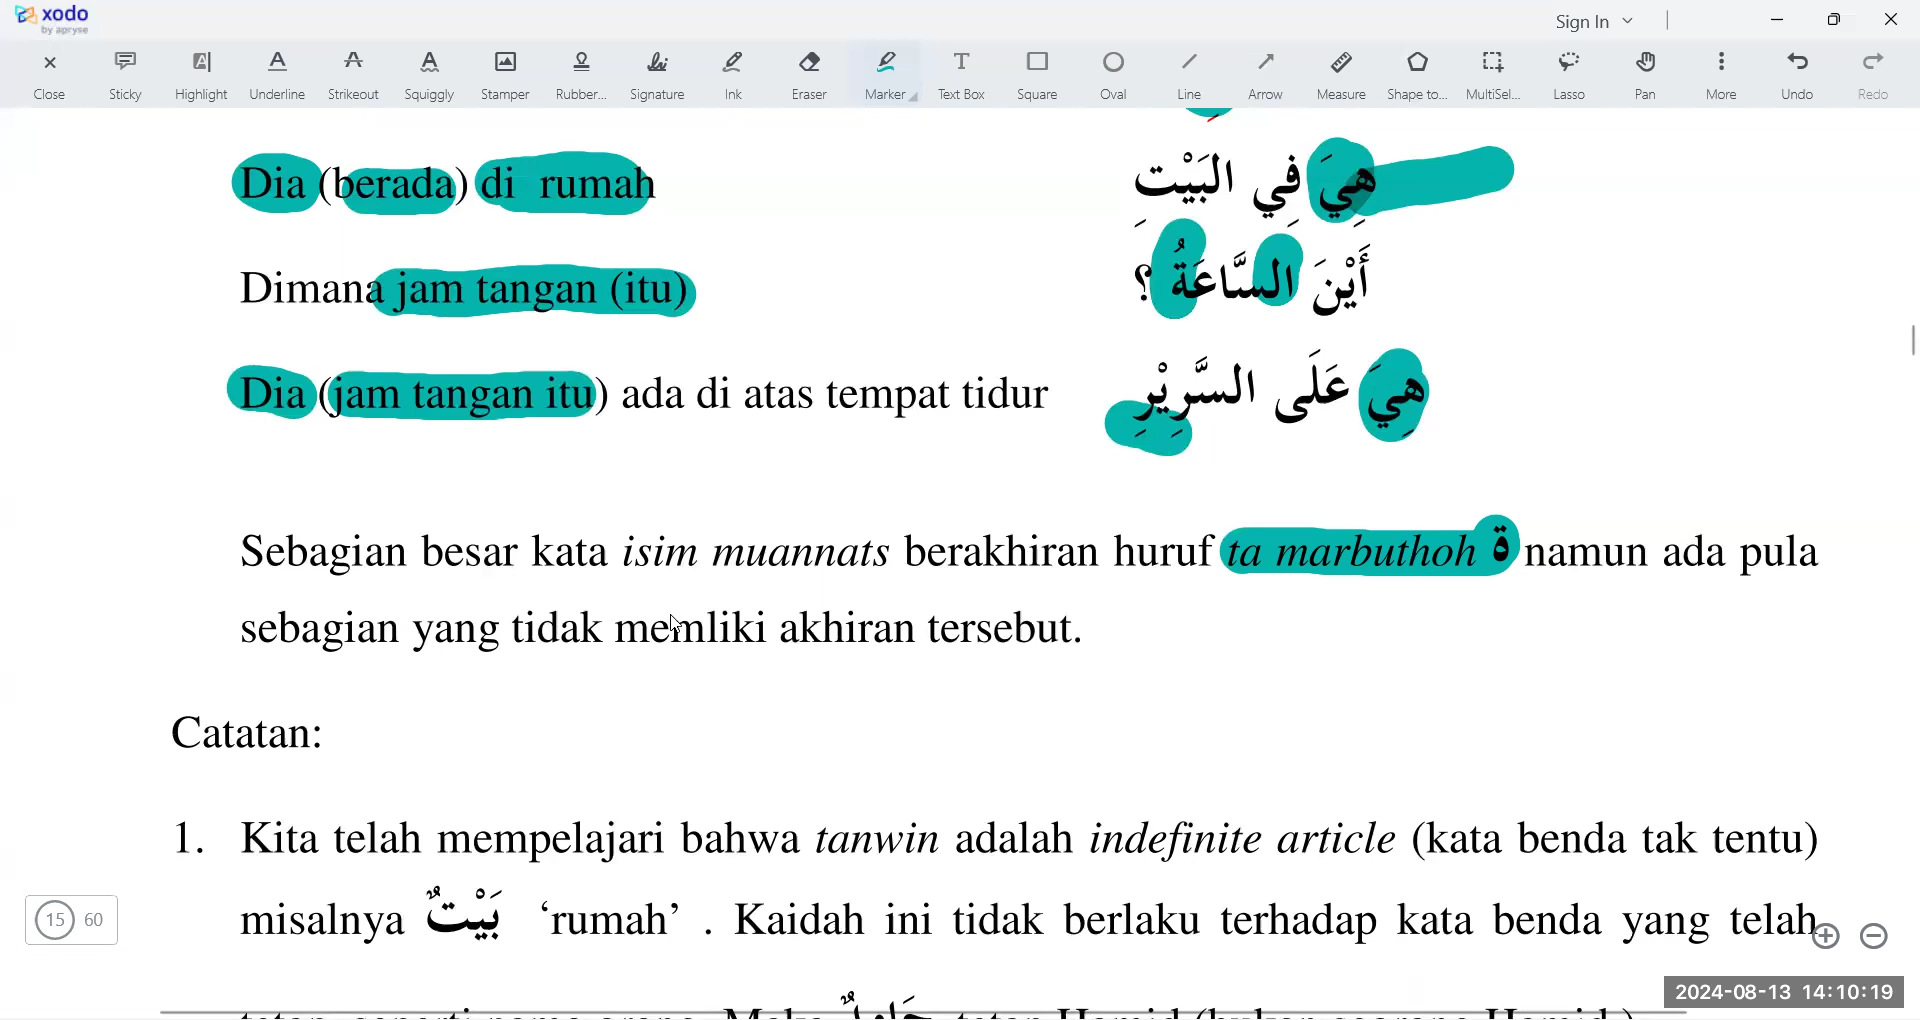 xodo
by apryse
Sign In
Close Sticky Highlight Underline Strikeout Squiggly Stamper Rubber... Signature Ink Eraser Marker Text Box Square Oval Line Arrow Measure Shape to... MultiSel... Lasso Pan More Undo Redo
Dia (berada) di rumah هِيَ فِي البَيْتِ
Dimana jam tangan (itu) أَيْنَ السَّاعَةُ ؟
Dia (jam tangan itu) ada di atas tempat tidur هِيَ عَلَى السَّرِيْرِ
Sebagian besar kata isim muannats berakhiran huruf ta marbuthoh ة namun ada pula
sebagian yang tidak memliki akhiran tersebut.
Catatan:
1. Kita telah mempelajari bahwa tanwin adalah indefinite article (kata benda tak tentu)
misalnya بَيْتٌ ‘rumah’ . Kaidah ini tidak berlaku terhadap kata benda yang telah
15 60
2024-08-13 14:10:19